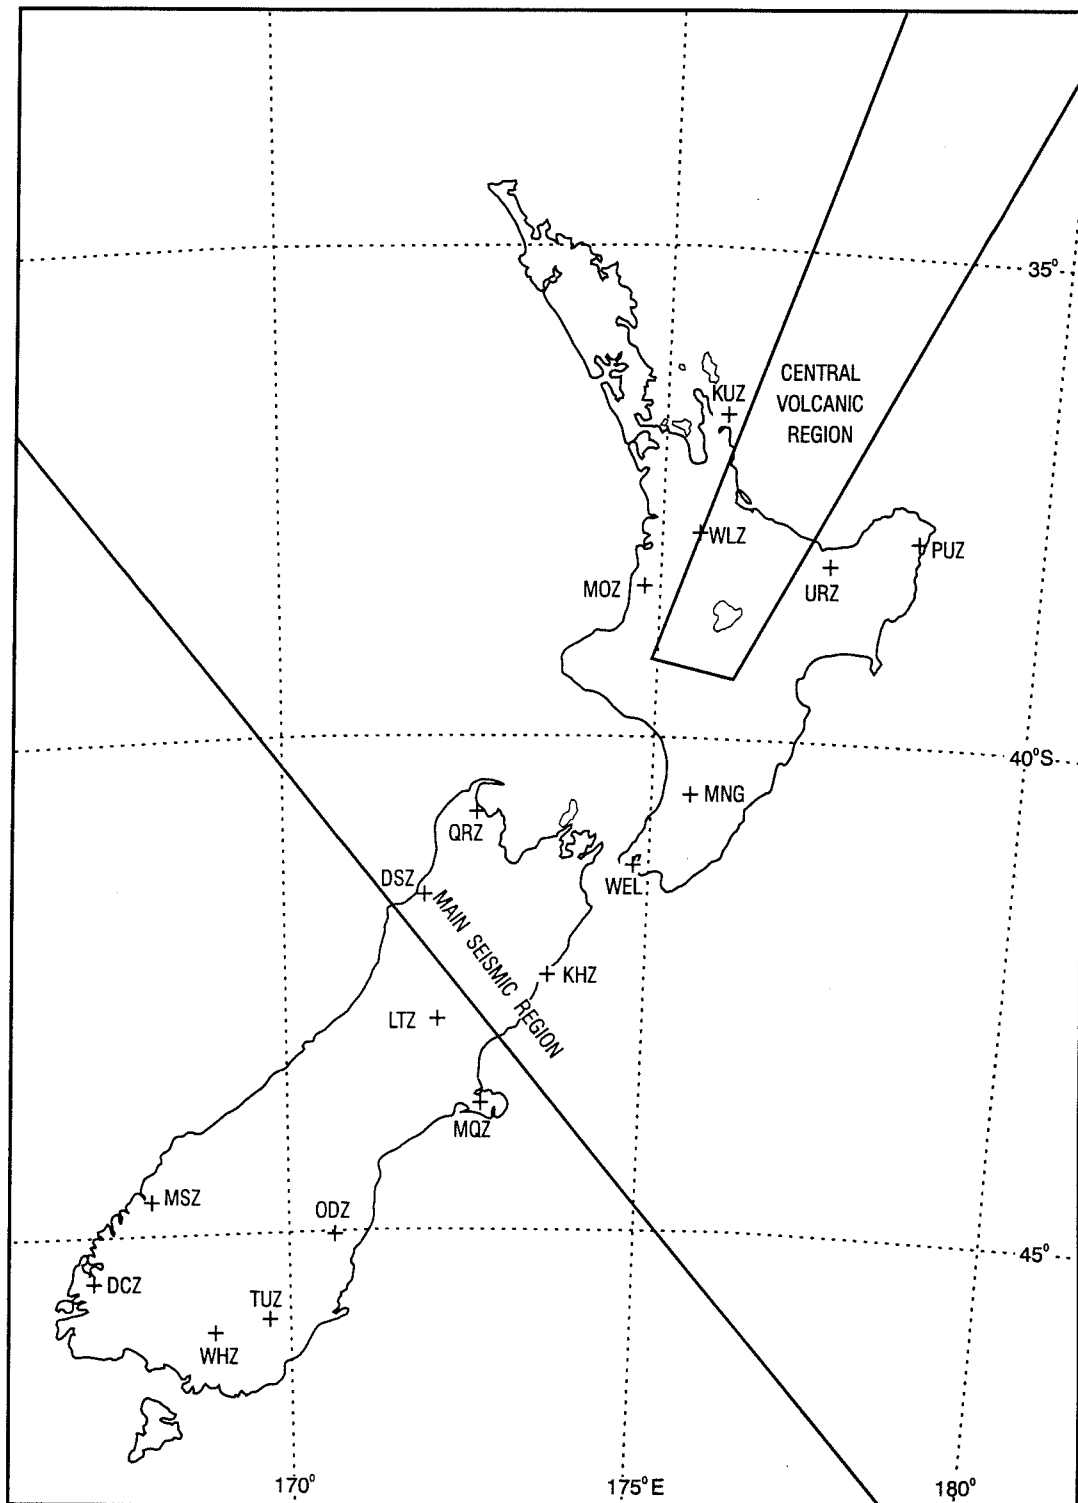 35°
CENTRAL
VOLCANIC
REGION
KUZ
WLZ
PUZ
MOZ
URZ
40°S
MNG
QRZ
DSZ
WEL
MAIN SEISMIC REGION
KHZ
LTZ
MQZ
MSZ
ODZ
45°
DCZ
TUZ
WHZ
170°
175°E
180°